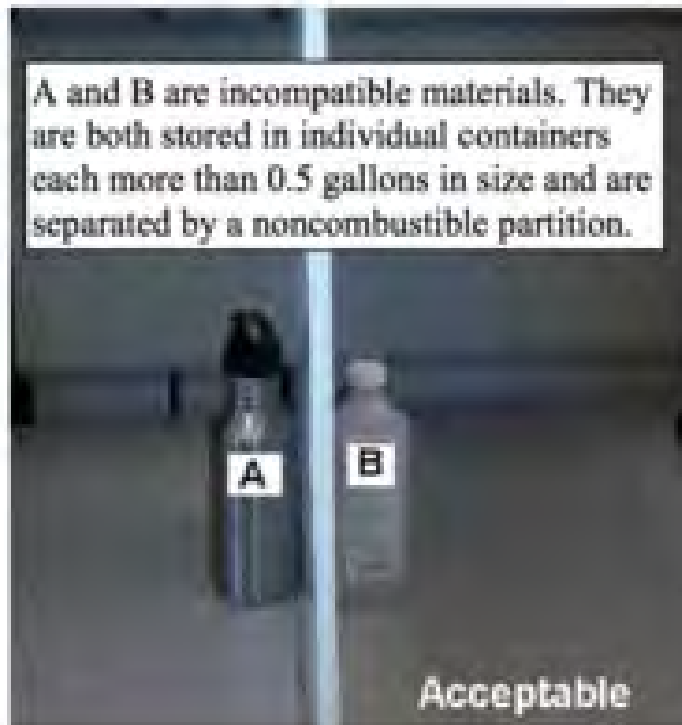 A and B are incompatible materials. They
are both stored in individual containers
each more than 0.5 gallons in size and are
separated by a noncombustible partition.
A
B
Acceptable